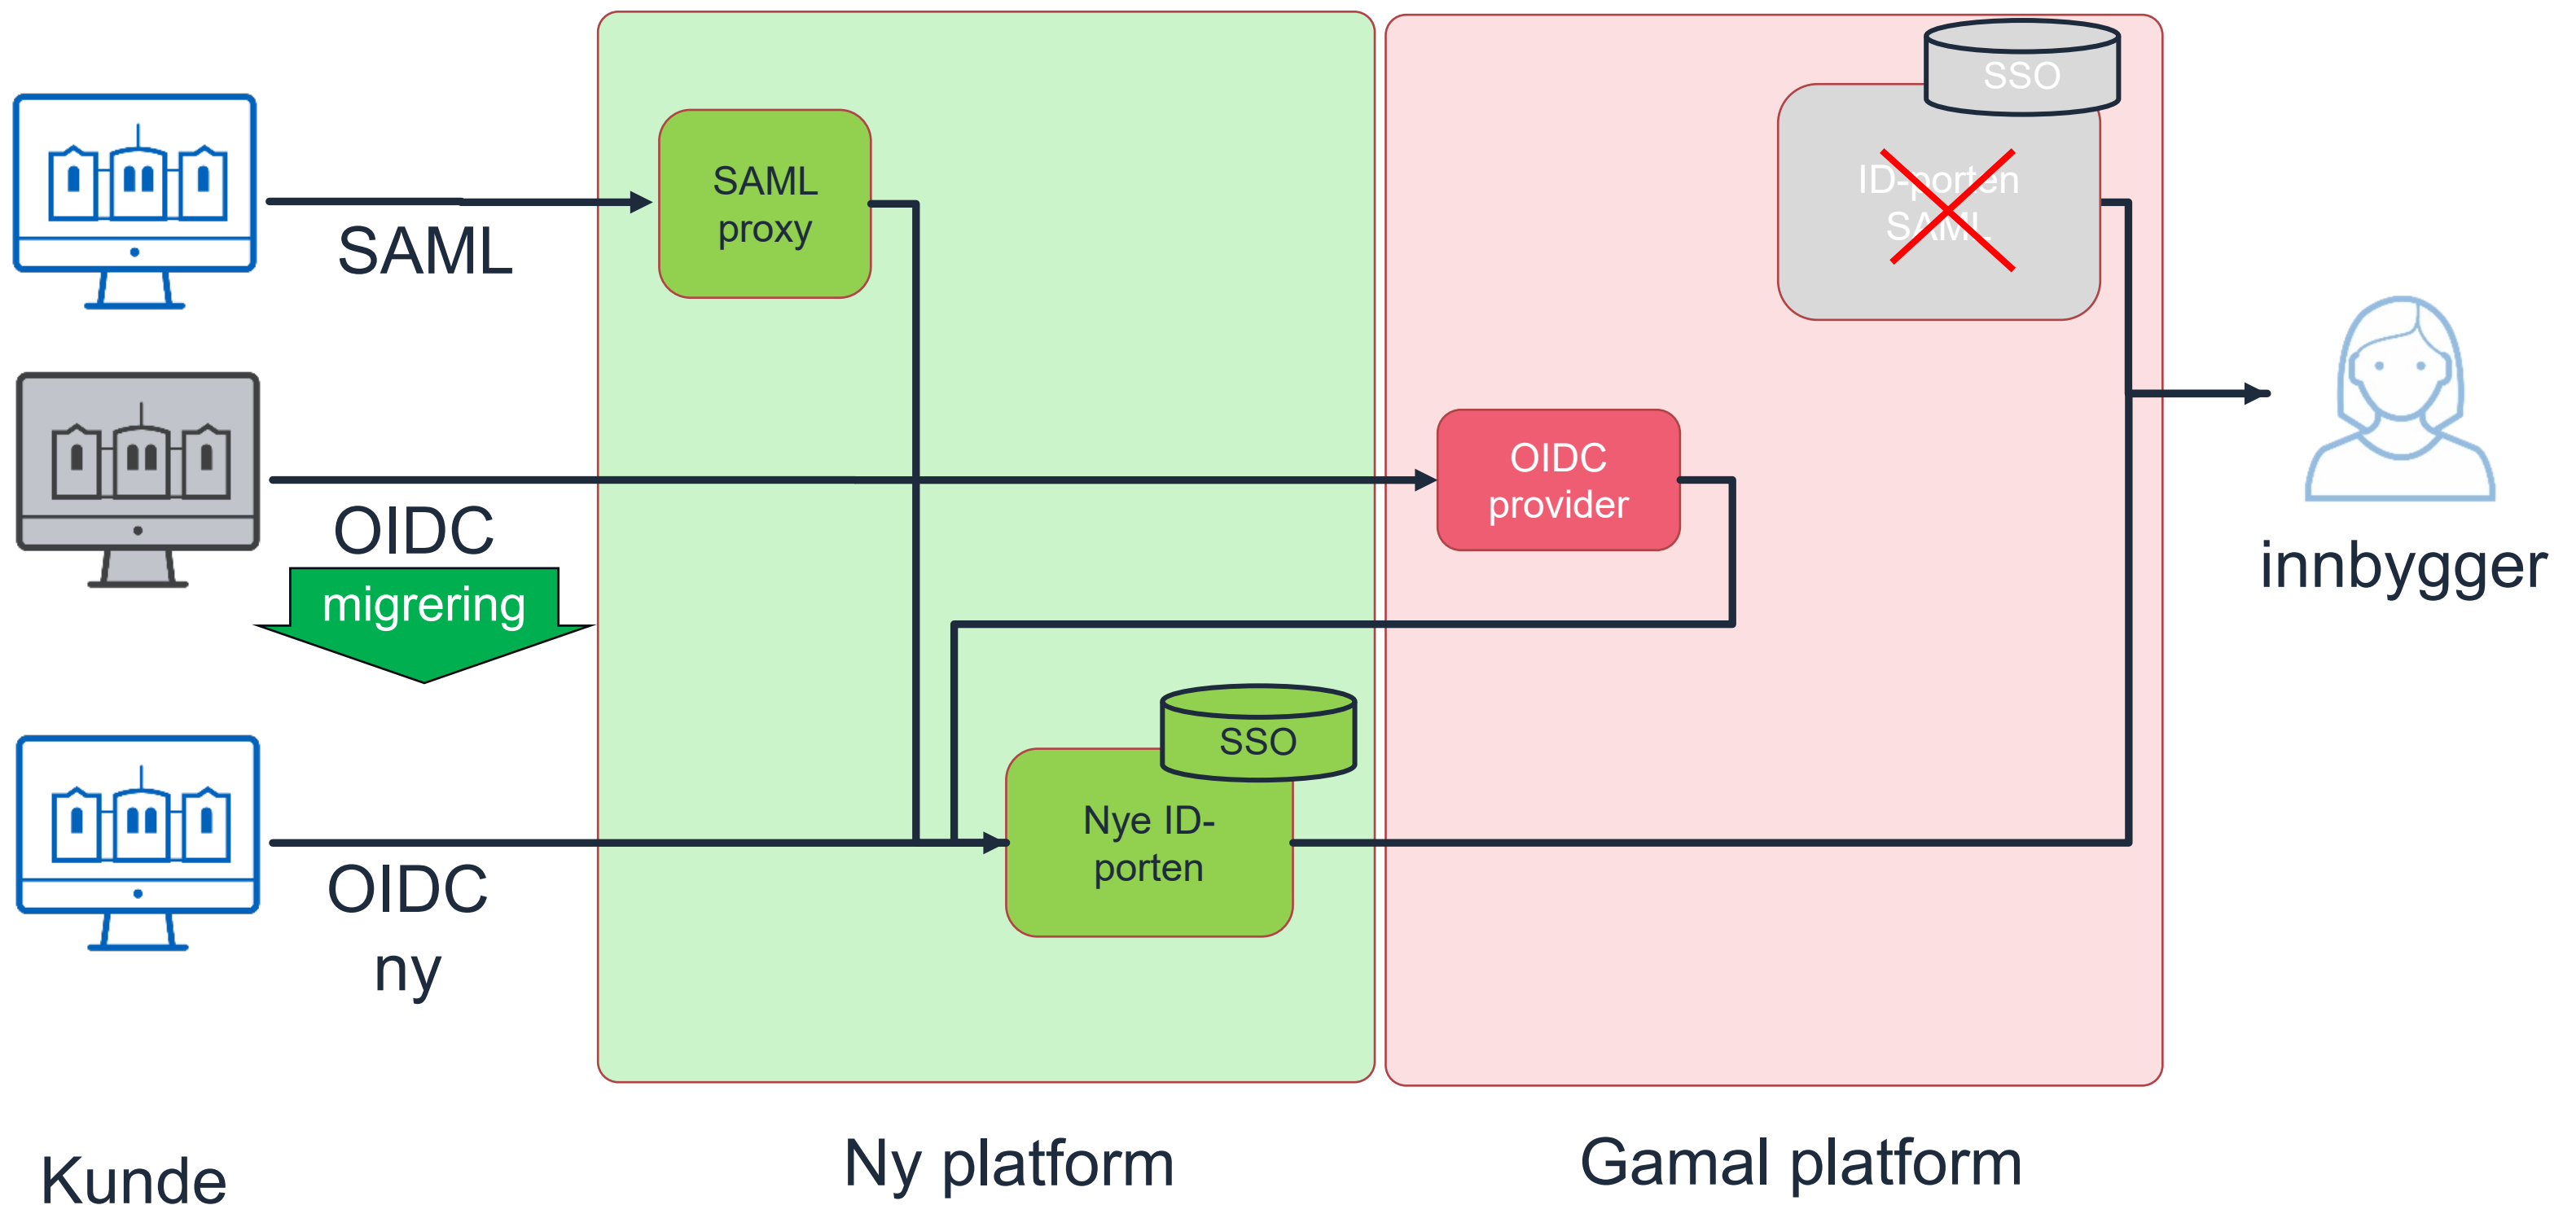 SSO
SAML
proxy
ID-porten
SAML
SAML
OIDC
provider
OIDC
migrering
innbygger
SSO
Nye ID-
porten
OIDC
ny
Kunde
Ny platform
Gamal platform